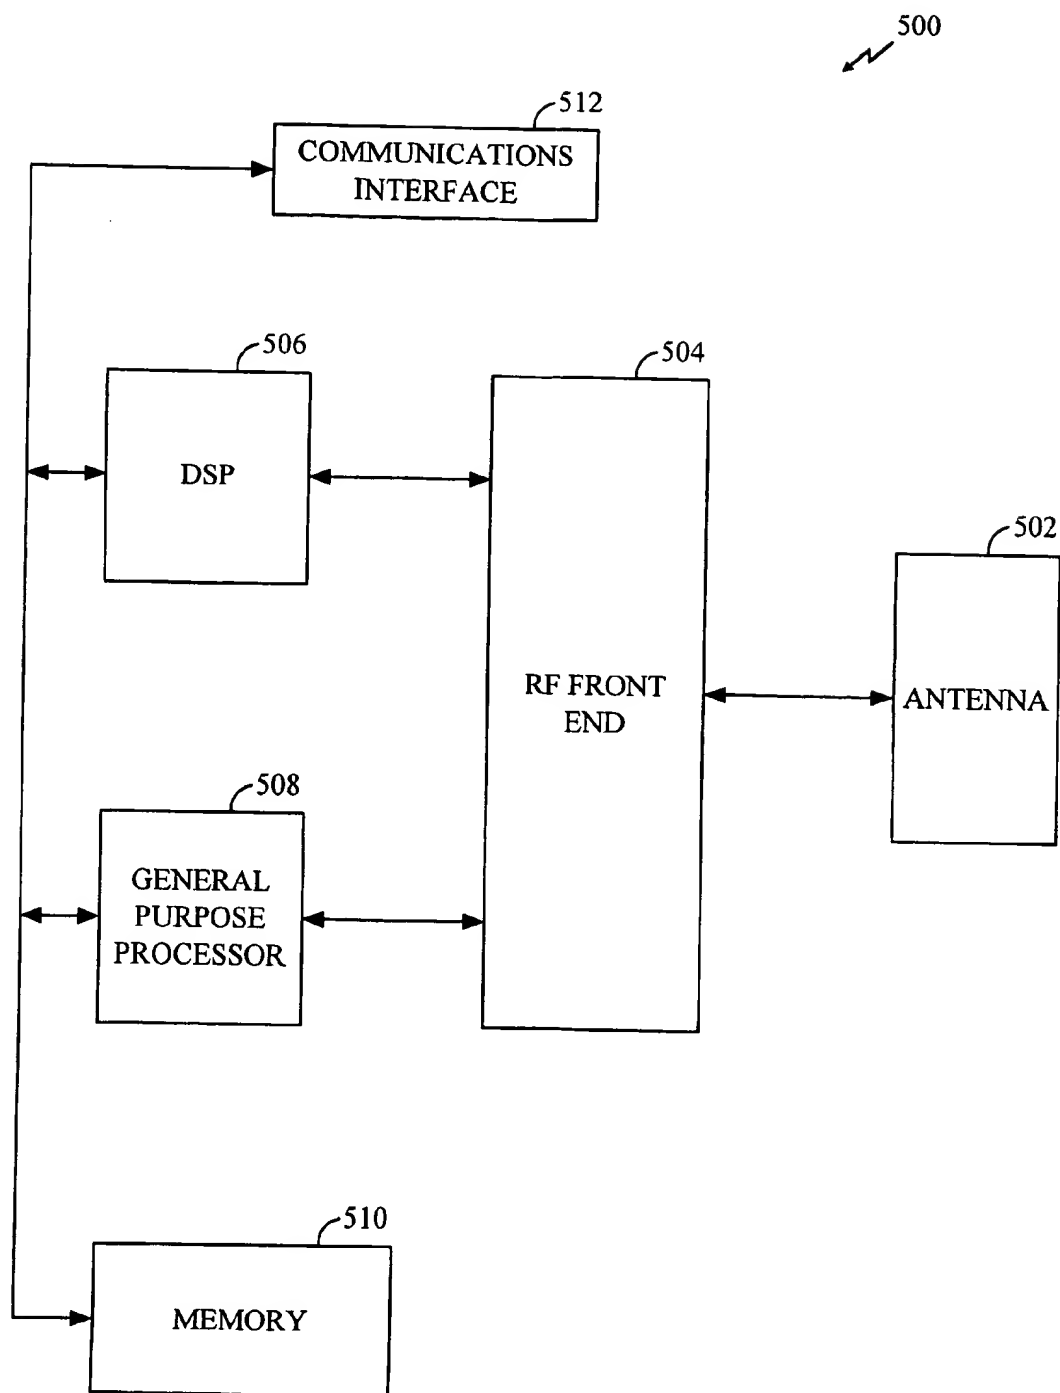 500
512
COMMUNICATIONS
INTERFACE
506
DSP
504
RF FRONT
END
502
ANTENNA
508
GENERAL
PURPOSE
PROCESSOR
510
MEMORY